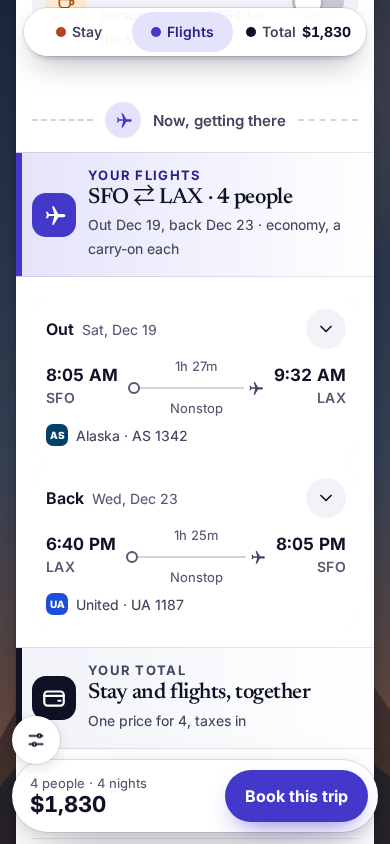 Stay
Flights
Total $1,830
Now, getting there
YOUR FLIGHTS
SFO ⇄ LAX · 4 people
Out Dec 19, back Dec 23 · economy, a
carry-on each
Out Sat, Dec 19
1h 27m
8:05 AM 9:32 AM
SFO LAX
Nonstop
AS Alaska · AS 1342
Back Wed, Dec 23
1h 25m
6:40 PM 8:05 PM
LAX SFO
Nonstop
UA United · UA 1187
YOUR TOTAL
Stay and flights, together
One price for 4, taxes in
4 people · 4 nights
$1,830
Book this trip